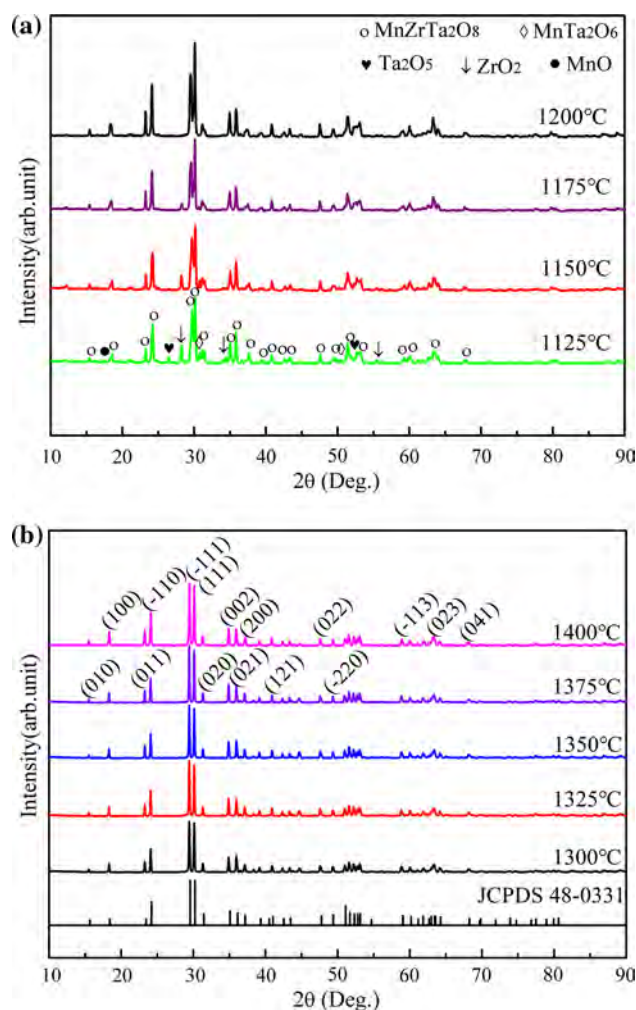 (a)
○ MnZrTa2O8 ◊ MnTa2O6
♥ Ta2O5 ↓ ZrO2 ● MnO
1200℃
1175℃
1150℃
1125℃
Intensity(arb.unit)
10 20 30 40 50 60 70 80 90
2θ (Deg.)
(b)
(100) (-110) (-111) (111) (002) (200) (022) (-113) (023) (041)
1400℃
(010) (011) (020) (021) (121) (-220)
1375℃
1350℃
1325℃
1300℃
JCPDS 48-0331
Intensity(arb.unit)
10 20 30 40 50 60 70 80 90
2θ (Deg.)